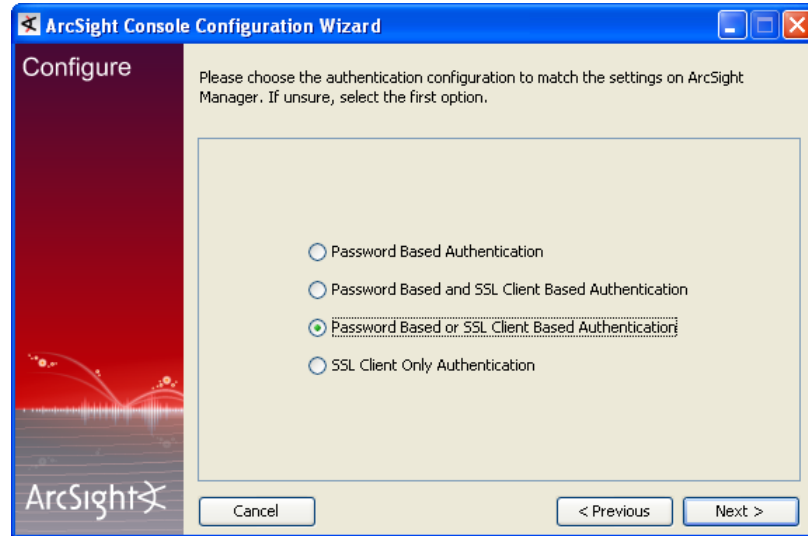 ArcSight Console Configuration Wizard
Configure
Please choose the authentication configuration to match the settings on ArcSight
Manager. If unsure, select the first option.
Password Based Authentication
Password Based and SSL Client Based Authentication
Password Based or SSL Client Based Authentication
SSL Client Only Authentication
ArcSight
Cancel
< Previous
Next >